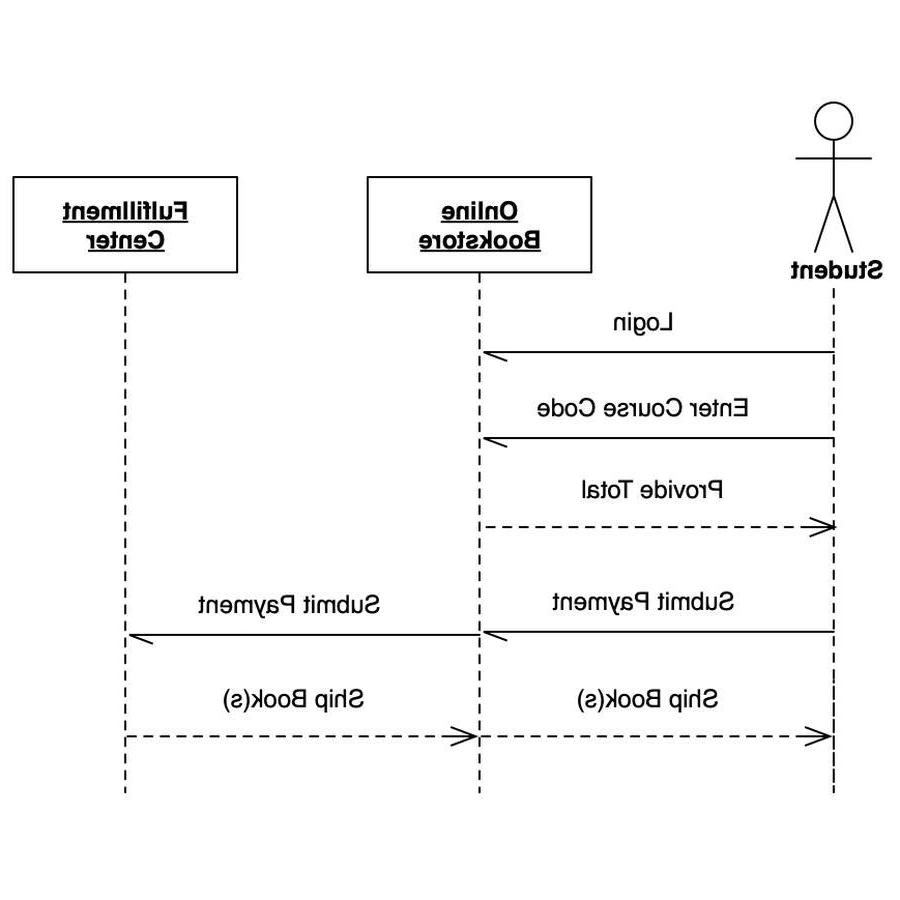 Student
Online
Bookstore
Fulfillment
Center
Login
Enter Course Code
Provide Total
Submit Payment
Submit Payment
Ship Book(s)
Ship Book(s)